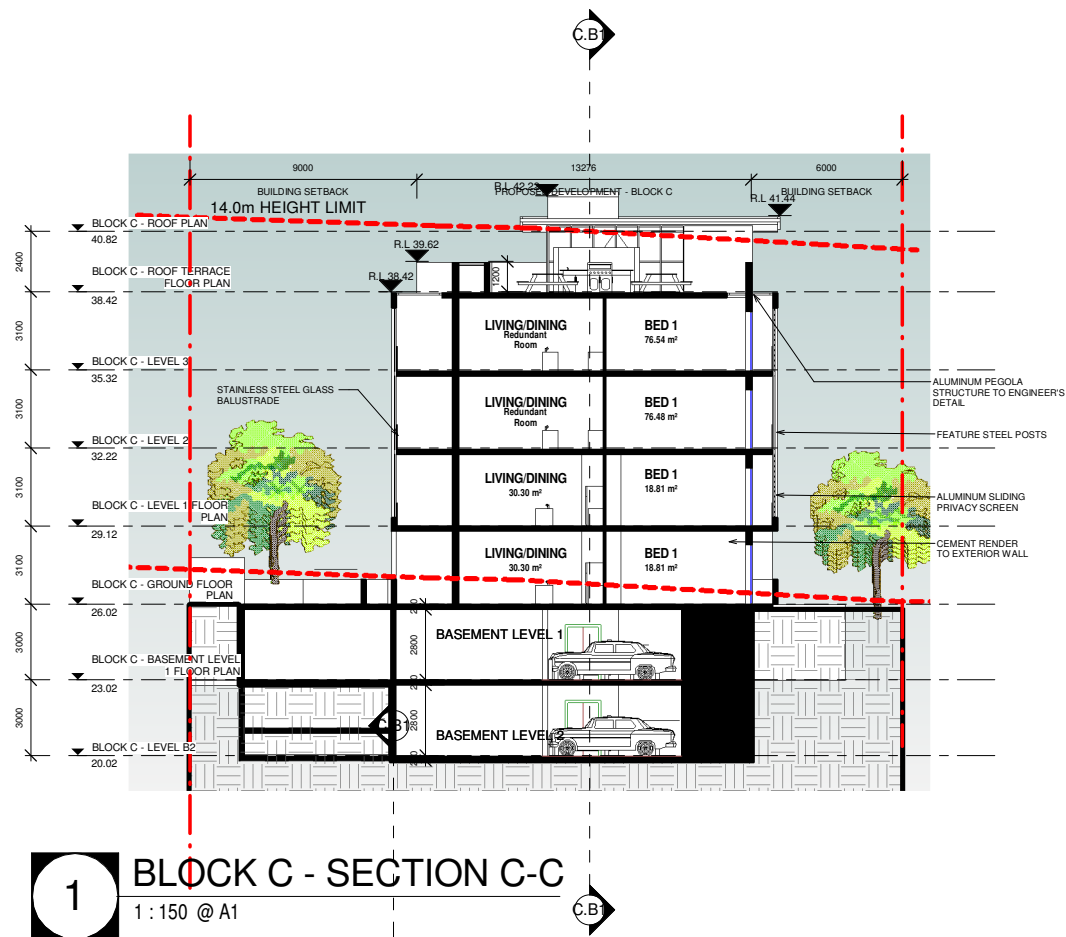 C.B1
9000
13276
6000
BUILDING SETBACK
PROPOSED DEVELOPMENT - BLOCK C
BUILDING SETBACK
R.L 42.22
R.L 41.44
14.0m HEIGHT LIMIT
BLOCK C - ROOF PLAN
40.82
2400
R.L 39.62
BLOCK C - ROOF TERRACE
FLOOR PLAN
38.42
R.L 38.42
1200
3100
LIVING/DINING
Redundant
Room
BED 1
76.54 m²
BLOCK C - LEVEL 3
35.32
STAINLESS STEEL GLASS
BALUSTRADE
ALUMINUM PEGOLA
STRUCTURE TO ENGINEER'S
DETAIL
3100
LIVING/DINING
Redundant
Room
BED 1
76.48 m²
FEATURE STEEL POSTS
BLOCK C - LEVEL 2
32.22
3100
LIVING/DINING
30.30 m²
BED 1
18.81 m²
ALUMINUM SLIDING
PRIVACY SCREEN
BLOCK C - LEVEL 1 FLOOR
PLAN
29.12
CEMENT RENDER
TO EXTERIOR WALL
3100
LIVING/DINING
30.30 m²
BED 1
18.81 m²
BLOCK C - GROUND FLOOR
PLAN
26.02
3000
BASEMENT LEVEL 1
2800
BLOCK C - BASEMENT LEVEL
1 FLOOR PLAN
23.02
3000
2800
C.B1
BASEMENT LEVEL 2
BLOCK C - LEVEL B2
20.02
1
BLOCK C - SECTION C-C
1 : 150 @ A1
C.B1